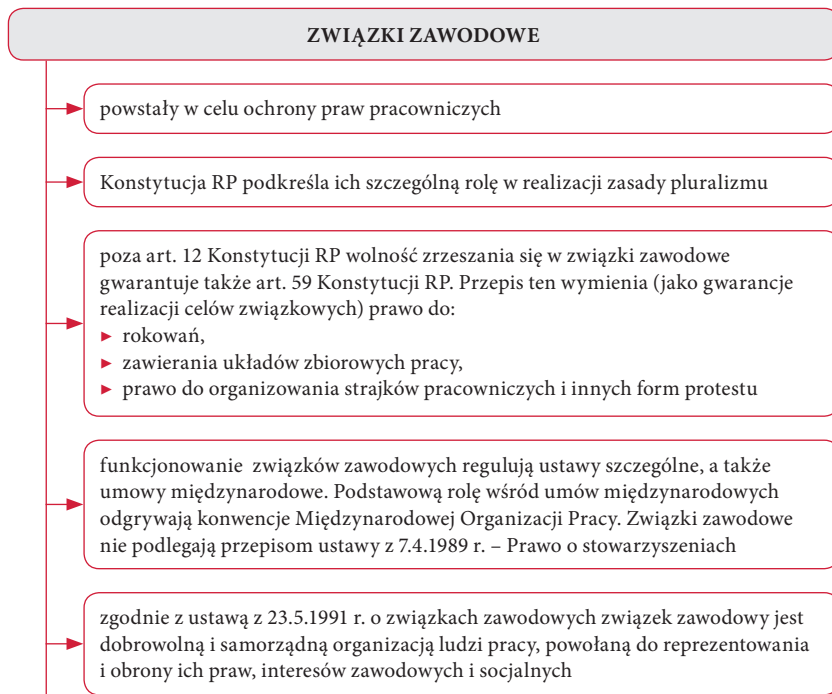 ZWIĄZKI ZAWODOWE
powstały w celu ochrony praw pracowniczych
Konstytucja RP podkreśla ich szczególną rolę w realizacji zasady pluralizmu
poza art. 12 Konstytucji RP wolność zrzeszania się w związki zawodowe
gwarantuje także art. 59 Konstytucji RP. Przepis ten wymienia (jako gwarancje
realizacji celów związkowych) prawo do:
► rokowań,
► zawierania układów zbiorowych pracy,
► prawo do organizowania strajków pracowniczych i innych form protestu
funkcjonowanie związków zawodowych regulują ustawy szczególne, a także
umowy międzynarodowe. Podstawową rolę wśród umów międzynarodowych
odgrywają konwencje Międzynarodowej Organizacji Pracy. Związki zawodowe
nie podlegają przepisom ustawy z 7.4.1989 r. – Prawo o stowarzyszeniach
zgodnie z ustawą z 23.5.1991 r. o związkach zawodowych związek zawodowy jest
dobrowolną i samorządną organizacją ludzi pracy, powołaną do reprezentowania
i obrony ich praw, interesów zawodowych i socjalnych